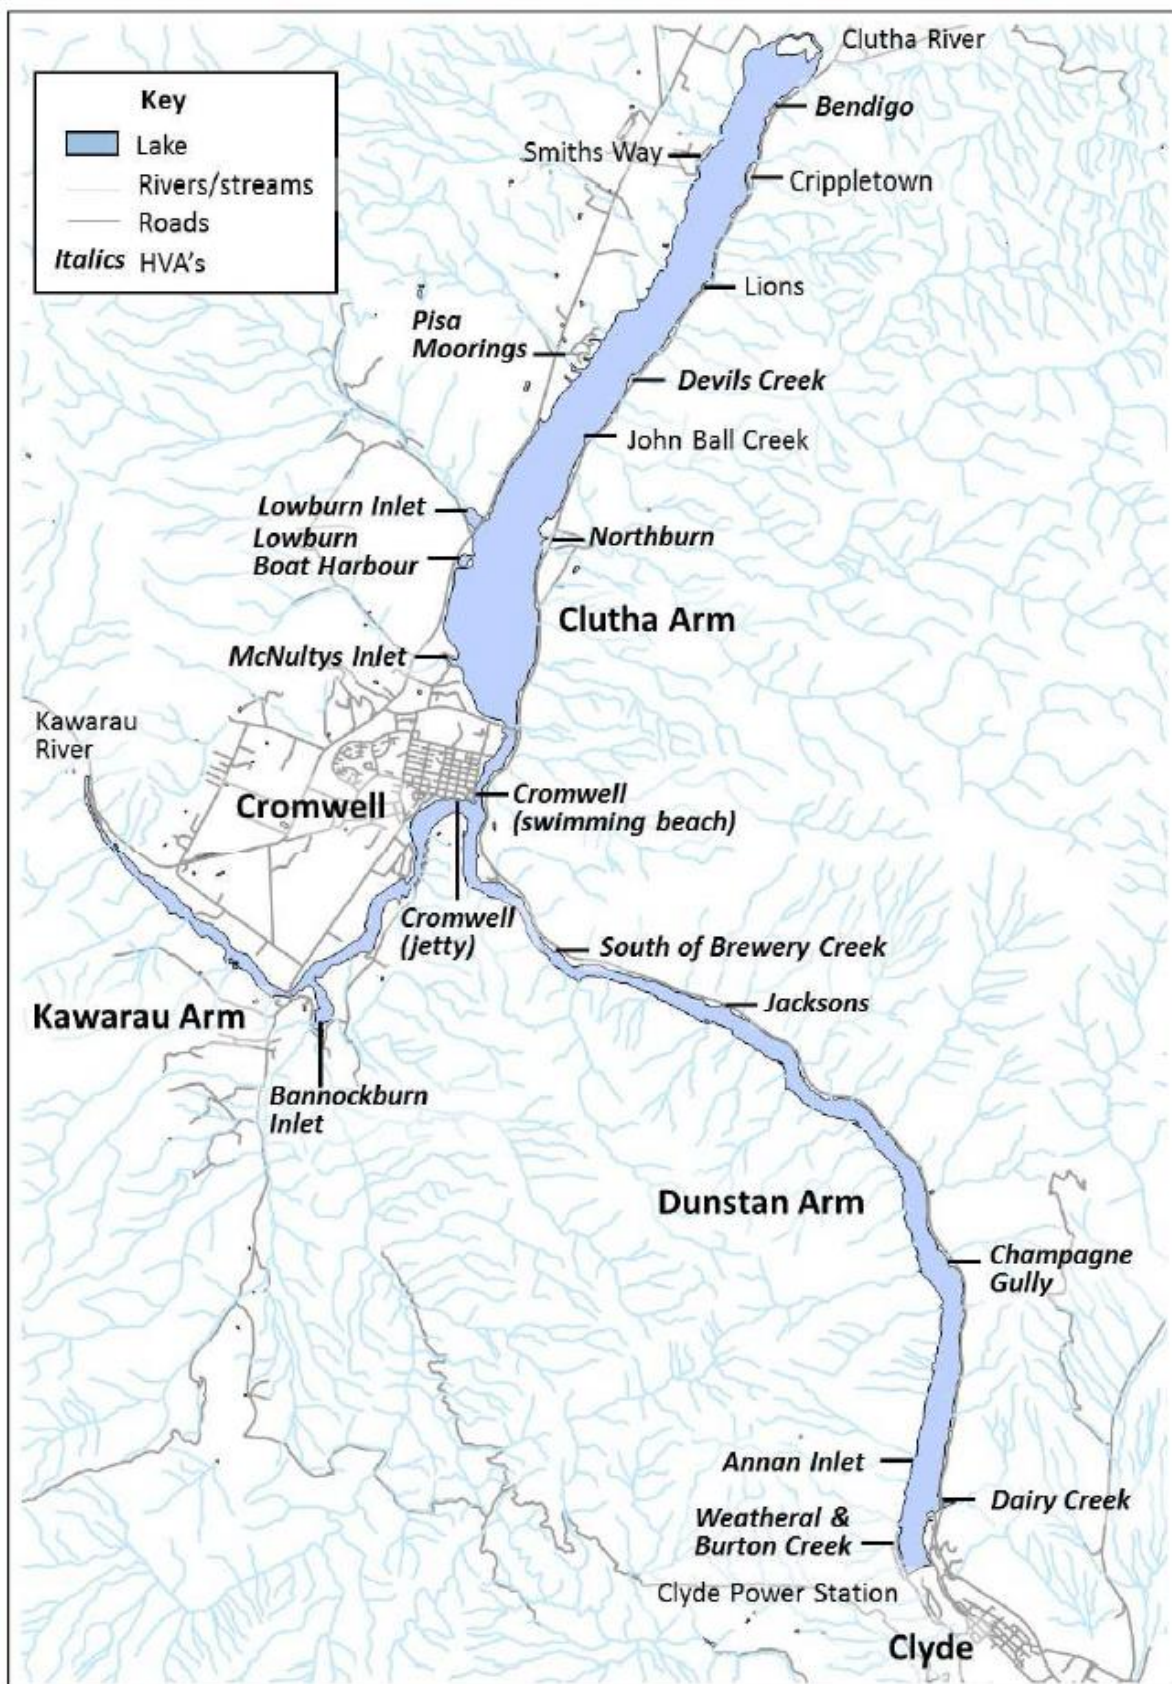 Key
Lake
Rivers/streams
Roads
Italics HVA's
Clutha River
Bendigo
Smiths Way
Crippletown
Lions
Pisa
Moorings
Devils Creek
John Ball Creek
Lowburn Inlet
Lowburn
Boat Harbour
Northburn
Clutha Arm
McNultys Inlet
Kawarau
River
Cromwell
Cromwell
(swimming beach)
Cromwell
(jetty)
South of Brewery Creek
Jacksons
Kawarau Arm
Bannockburn
Inlet
Dunstan Arm
Champagne
Gully
Annan Inlet
Dairy Creek
Weatheral &
Burton Creek
Clyde Power Station
Clyde